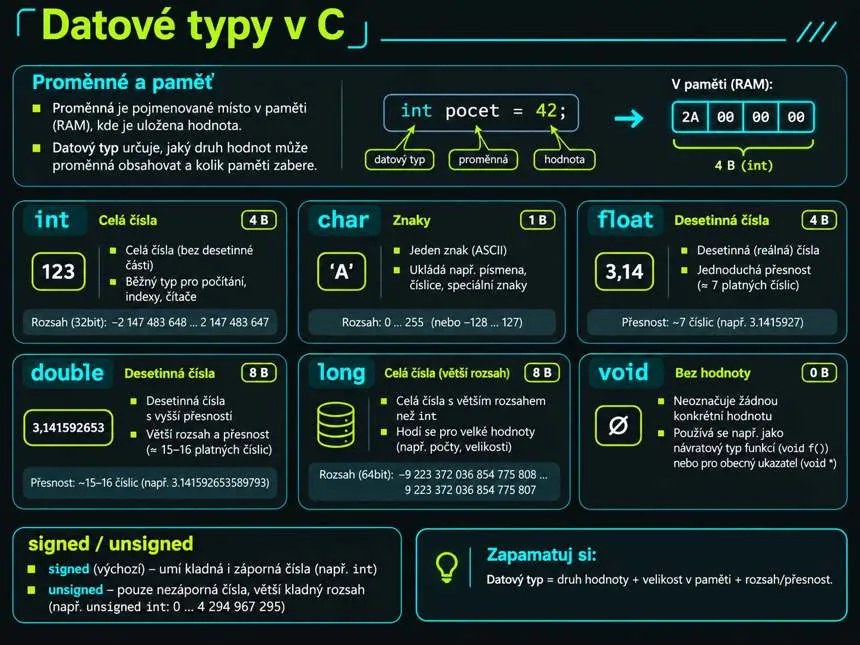 Datové typy v C
Proměnné a paměť
Proměnná je pojmenované místo v paměti
(RAM), kde je uložena hodnota.
Datový typ určuje, jaký druh hodnot může
proměnná obsahovat a kolik paměti zabere.
int pocet = 42;
datový typ
proměnná
hodnota
V paměti (RAM):
2A 00 00 00
4 B (int)
int
Celá čísla
4 B
123
Celá čísla (bez desetinné
části)
Běžný typ pro počítání,
indexy, čítače
Rozsah (32bit): −2 147 483 648 … 2 147 483 647
char
Znaky
1 B
‘A’
Jeden znak (ASCII)
Ukládá např. písmena,
číslice, speciální znaky
Rozsah: 0 … 255 (nebo −128 … 127)
float
Desetinná čísla
4 B
3,14
Desetinná (reálná) čísla
Jednoduchá přesnost
(≈ 7 platných číslic)
Přesnost: ~7 číslic (např. 3.1415927)
double
Desetinná čísla
8 B
3,141592653
Desetinná čísla
s vyšší přesností
Větší rozsah a přesnost
(≈ 15–16 platných číslic)
Přesnost: ~15–16 číslic (např. 3.141592653589793)
long
Celá čísla (větší rozsah)
8 B
Celá čísla s větším rozsahem
než int
Hodí se pro velké hodnoty
(např. počty, velikosti)
Rozsah (64bit): −9 223 372 036 854 775 808 …
9 223 372 036 854 775 807
void
Bez hodnoty
0 B
Ø
Neoznačuje žádnou
konkrétní hodnotu
Používá se např. jako
návratový typ funkcí (void f())
nebo pro obecný ukazatel (void *)
signed / unsigned
signed (výchozí) – umí kladná i záporná čísla (např. int)
unsigned – pouze nezáporná čísla, větší kladný rozsah
(např. unsigned int: 0 … 4 294 967 295)
Zapamatuj si:
Datový typ = druh hodnoty + velikost v paměti + rozsah/přesnost.